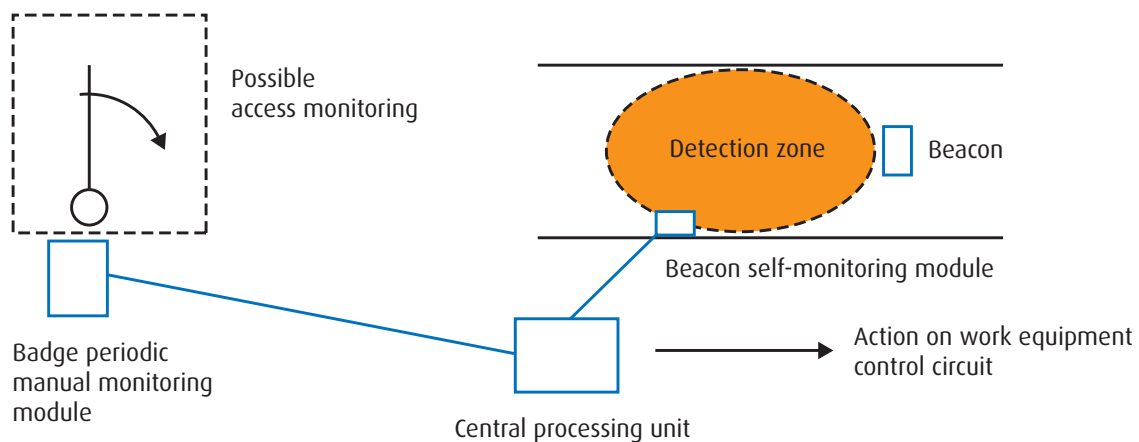 Possible
access monitoring
Detection zone
Beacon
Beacon self-monitoring module
Badge periodic
manual monitoring
module
Central processing unit
Action on work equipment
control circuit